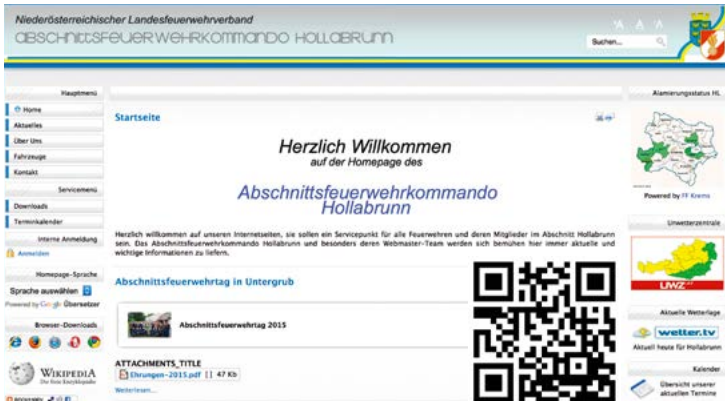 Niederösterreichischer Landesfeuerwehrverband
ABSCHNITTSFEUERWEHRKOMMANDO HOLLABRUNN
A A A
Suchen...
Hauptmenü
Home
Aktuelles
Über Uns
Fahrzeuge
Kontakt
Servicemenü
Downloads
Terminkalender
Interne Anmeldung
Anmelden
Homepage-Sprache
Sprache auswählen
Powered by Google Übersetzer
Browser-Downloads
WIKIPEDIA
Die freie Enzyklopädie
Startseite
Herzlich Willkommen
auf der Homepage des
Abschnittsfeuerwehrkommando
Hollabrunn
Herzlich willkommen auf unseren Internetseiten, sie sollen ein Servicepunkt für alle Feuerwehren und deren Mitglieder im Abschnitt Hollabrunn
sein. Das Abschnittsfeuerwehrkommando Hollabrunn und besonders deren Webmaster-Team werden sich bemühen hier immer aktuelle und
wichtige Informationen zu liefern.
Abschnittsfeuerwehrtag in Untergrub
Abschnittsfeuerwehrtag 2015
ATTACHMENTS_TITLE
Ehrungen-2015.pdf [] 47 Kb
Weiterlesen...
Alamierungsstatus HL
Powered by FF Krems
Unwetterzentrale
UWZ.AT
Aktuelle Wetterlage
wetter.tv
Aktuell heute für Hollabrunn
Kalender
Übersicht unserer
aktuellen Termine